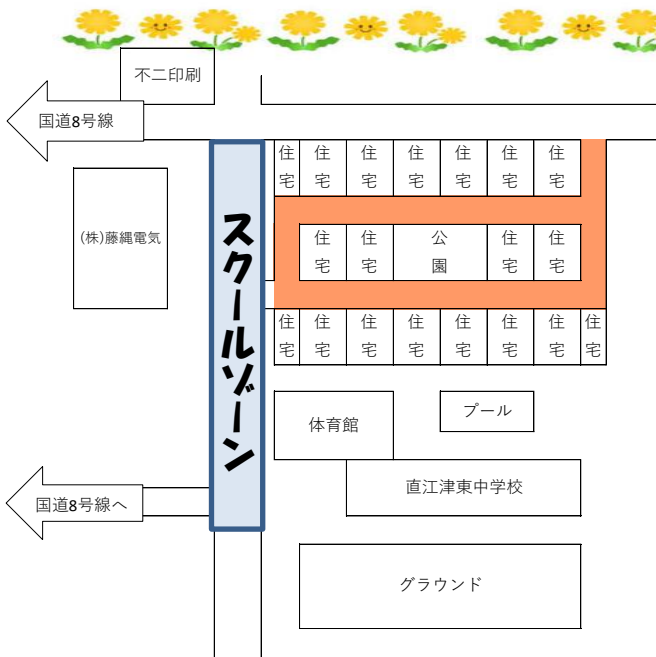 不二印刷
国道8号線
住宅 住宅 住宅 住宅 住宅 住宅 住宅
(株)藤縄電気
スクールゾーン
住宅 住宅 公園 住宅 住宅
住宅 住宅 住宅 住宅 住宅 住宅 住宅 住宅
体育館
プール
直江津東中学校
国道8号線へ
グラウンド